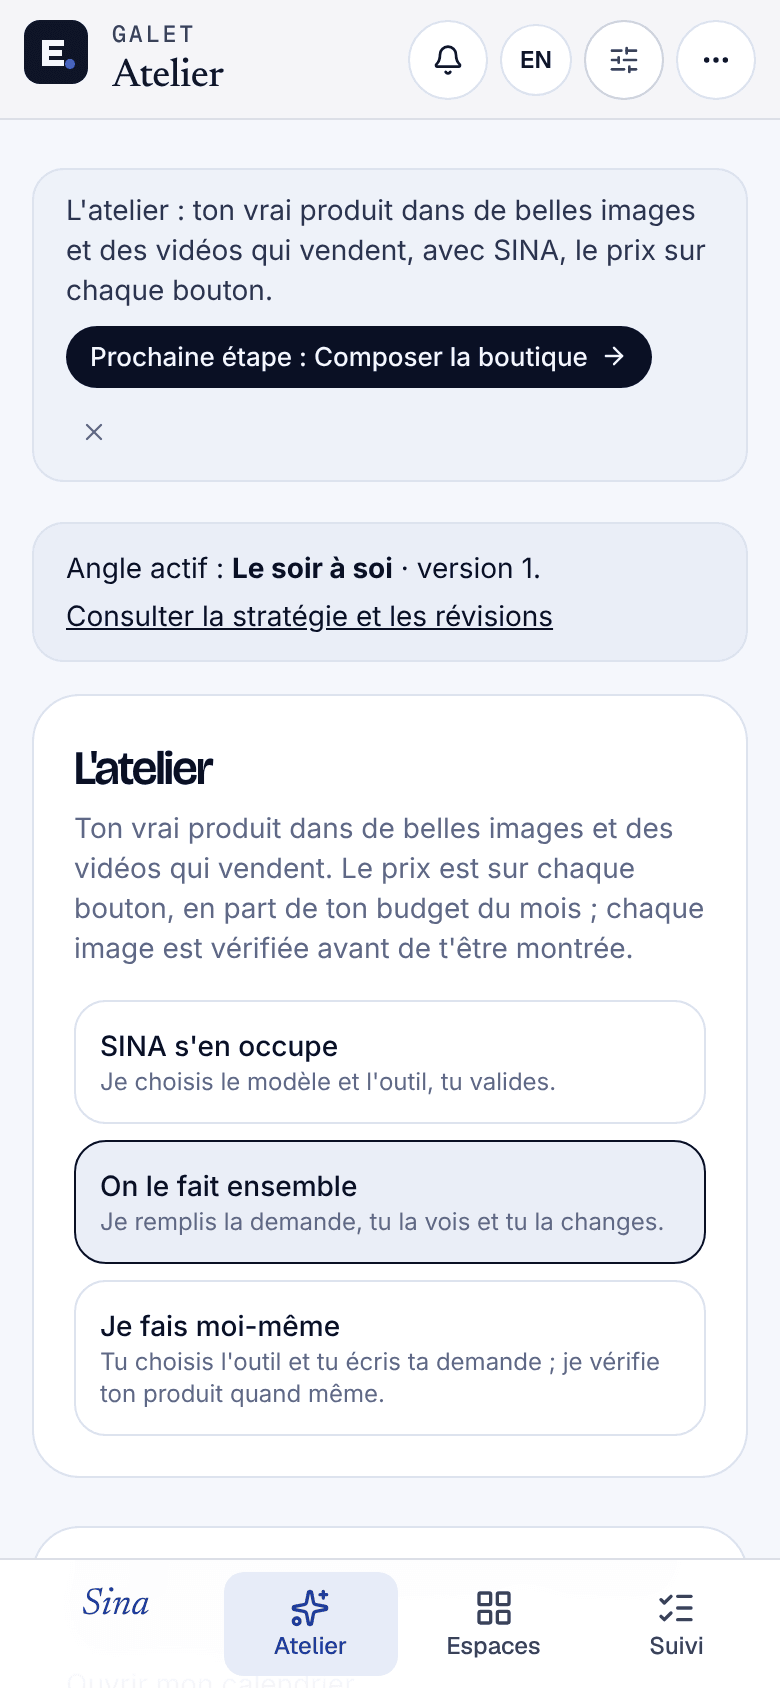 E.
GALET
Atelier
EN
L'atelier : ton vrai produit dans de belles images
et des vidéos qui vendent, avec SINA, le prix sur
chaque bouton.
Prochaine étape : Composer la boutique →
Angle actif : Le soir à soi · version 1.
Consulter la stratégie et les révisions
L'atelier
Ton vrai produit dans de belles images et des
vidéos qui vendent. Le prix est sur chaque
bouton, en part de ton budget du mois ; chaque
image est vérifiée avant de t'être montrée.
SINA s'en occupe
Je choisis le modèle et l'outil, tu valides.
On le fait ensemble
Je remplis la demande, tu la vois et tu la changes.
Je fais moi-même
Tu choisis l'outil et tu écris ta demande ; je vérifie
ton produit quand même.
Sina
Atelier
Espaces
Suivi
Ouvrir mon calendrier